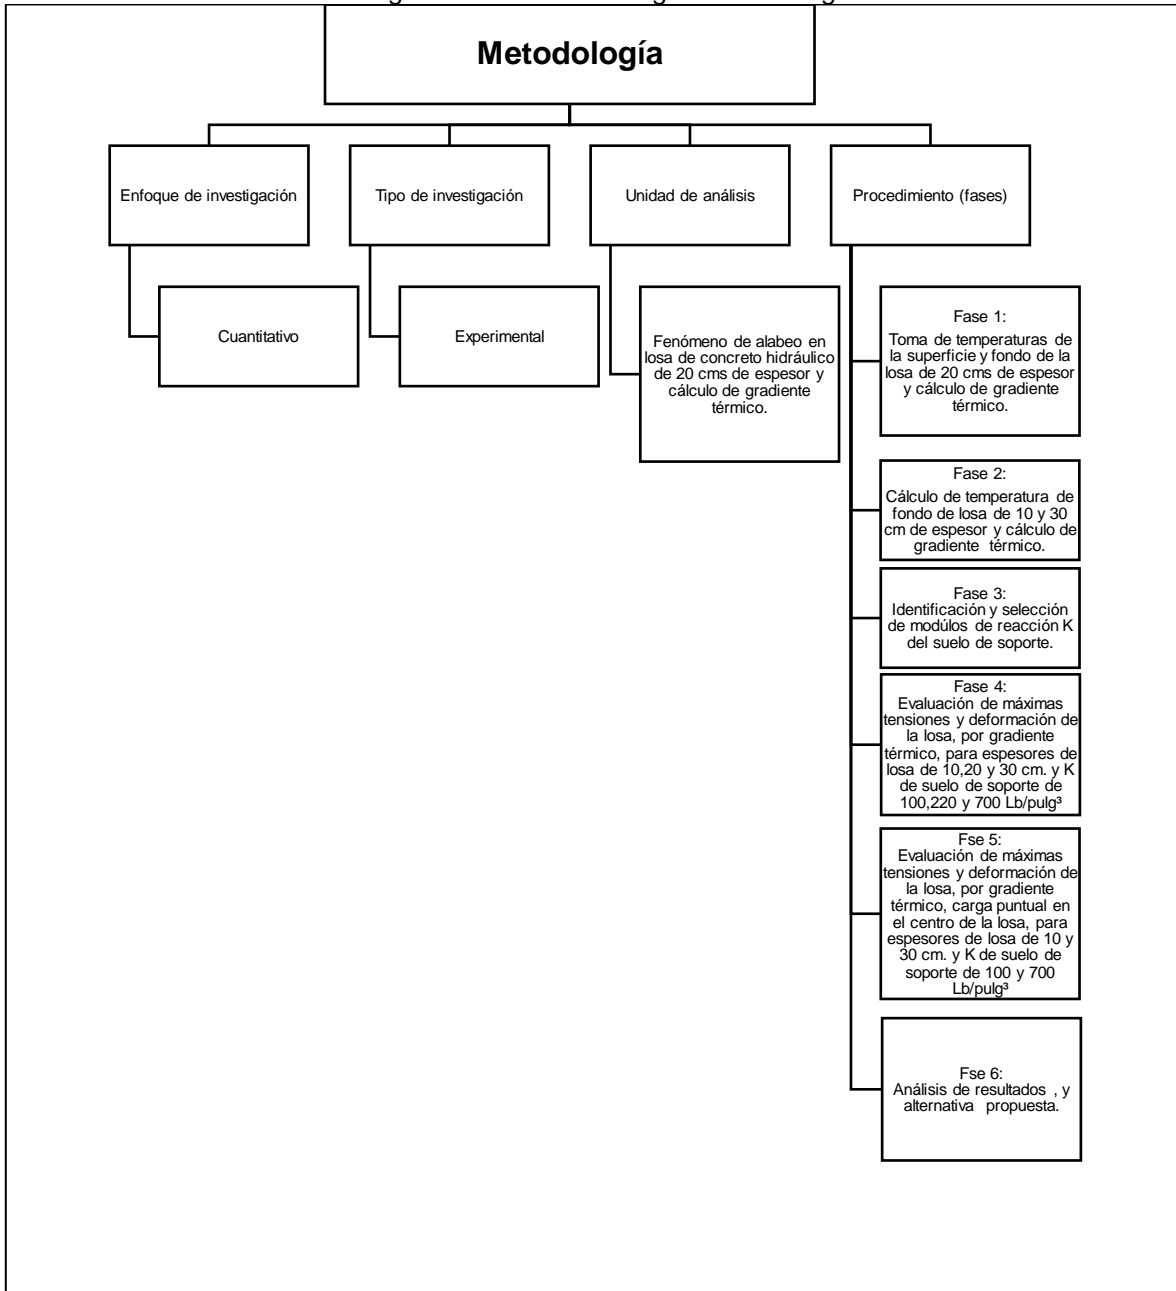 Metodología
Enfoque de investigación
Tipo de investigación
Unidad de análisis
Procedimiento (fases)
Cuantitativo
Experimental
Fenómeno de alabeo en
losa de concreto hidráulico
de 20 cms de espesor y
cálculo de gradiente
térmico.
Fase 1:
Toma de temperaturas de
la superficie y fondo de la
losa de 20 cms de espesor
y cálculo de gradiente
térmico.
Fase 2:
Cálculo de temperatura de
fondo de losa de 10 y 30
cm de espesor y cálculo de
gradiente térmico.
Fase 3:
Identificación y selección
de modúlos de reacción K
del suelo de soporte.
Fase 4:
Evaluación de máximas
tensiones y deformación de
la losa, por gradiente
térmico, para espesores de
losa de 10,20 y 30 cm. y K
de suelo de soporte de
100,220 y 700 Lb/pulg³
Fse 5:
Evaluación de máximas
tensiones y deformación de
la losa, por gradiente
térmico, carga puntual en
el centro de la losa, para
espesores de losa de 10 y
30 cm. y K de suelo de
soporte de 100 y 700
Lb/pulg³
Fse 6:
Análisis de resultados , y
alternativa propuesta.